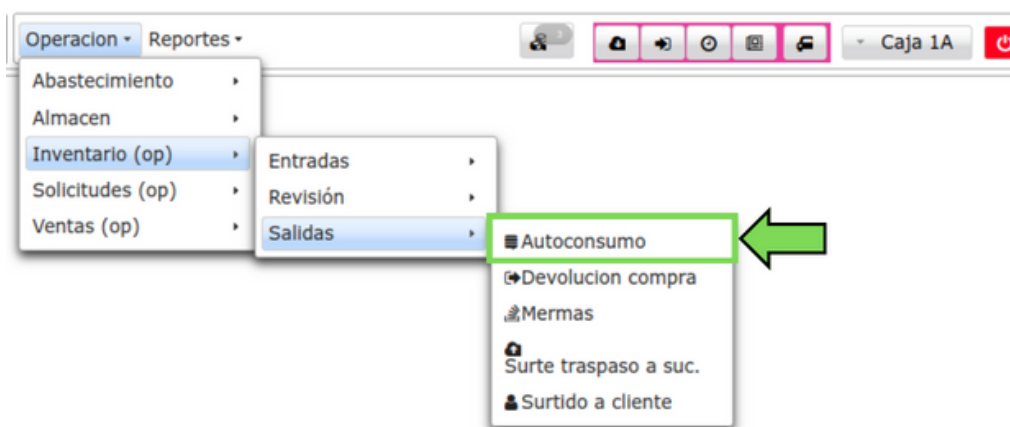 Operacion Reportes 3 Caja 1A
Abastecimiento
Almacen
Inventario (op)
Solicitudes (op)
Ventas (op)
Entradas
Revisión
Salidas
Autoconsumo
Devolucion compra
Mermas
Surte traspaso a suc.
Surtido a cliente